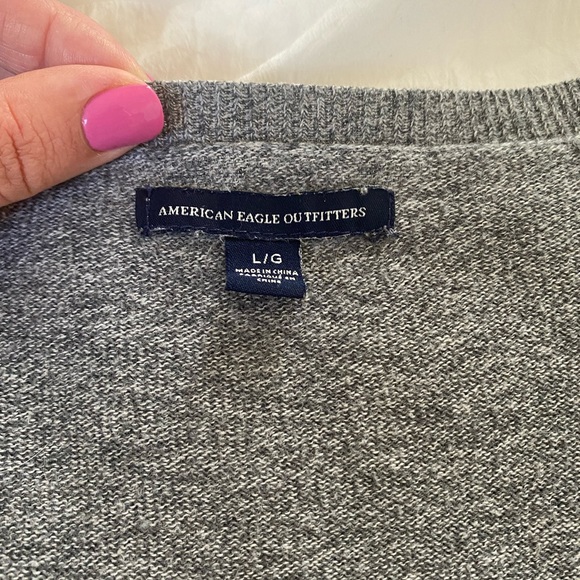 AMERICAN EAGLE OUTFITTERS
L/G
MADE IN CHINA
FABRIQUÉ EN
CHINE